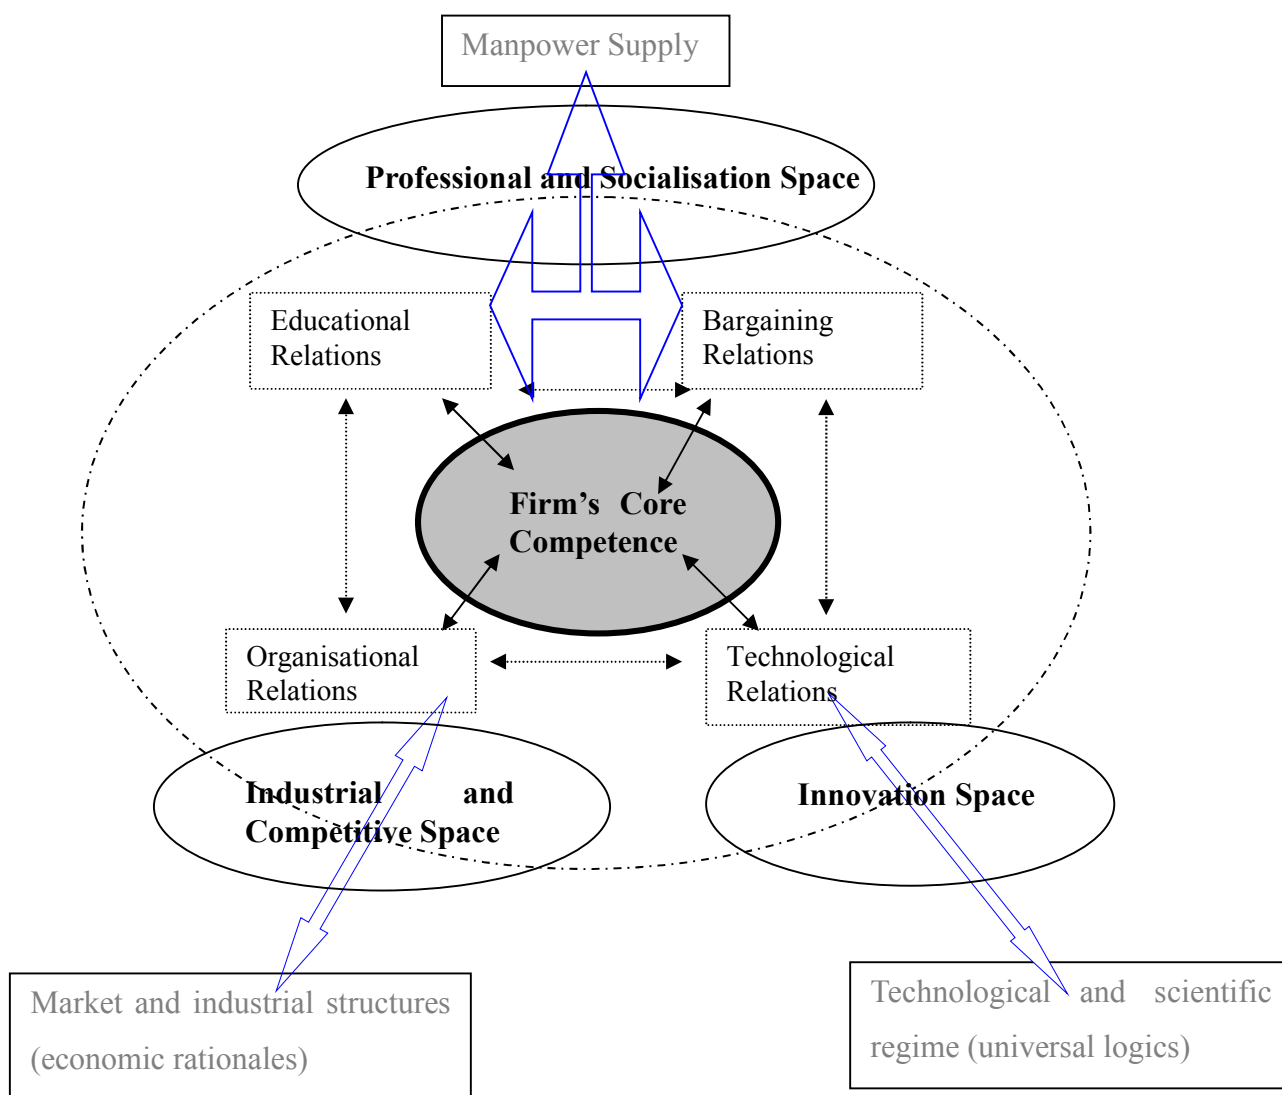 Manpower Supply
Professional and Socialisation Space
Educational
Relations
Bargaining
Relations
Firm’s Core
Competence
Organisational
Relations
Technological
Relations
Industrial and
Competitive Space
Innovation Space
Market and industrial structures
(economic rationales)
Technological and scientific
regime (universal logics)